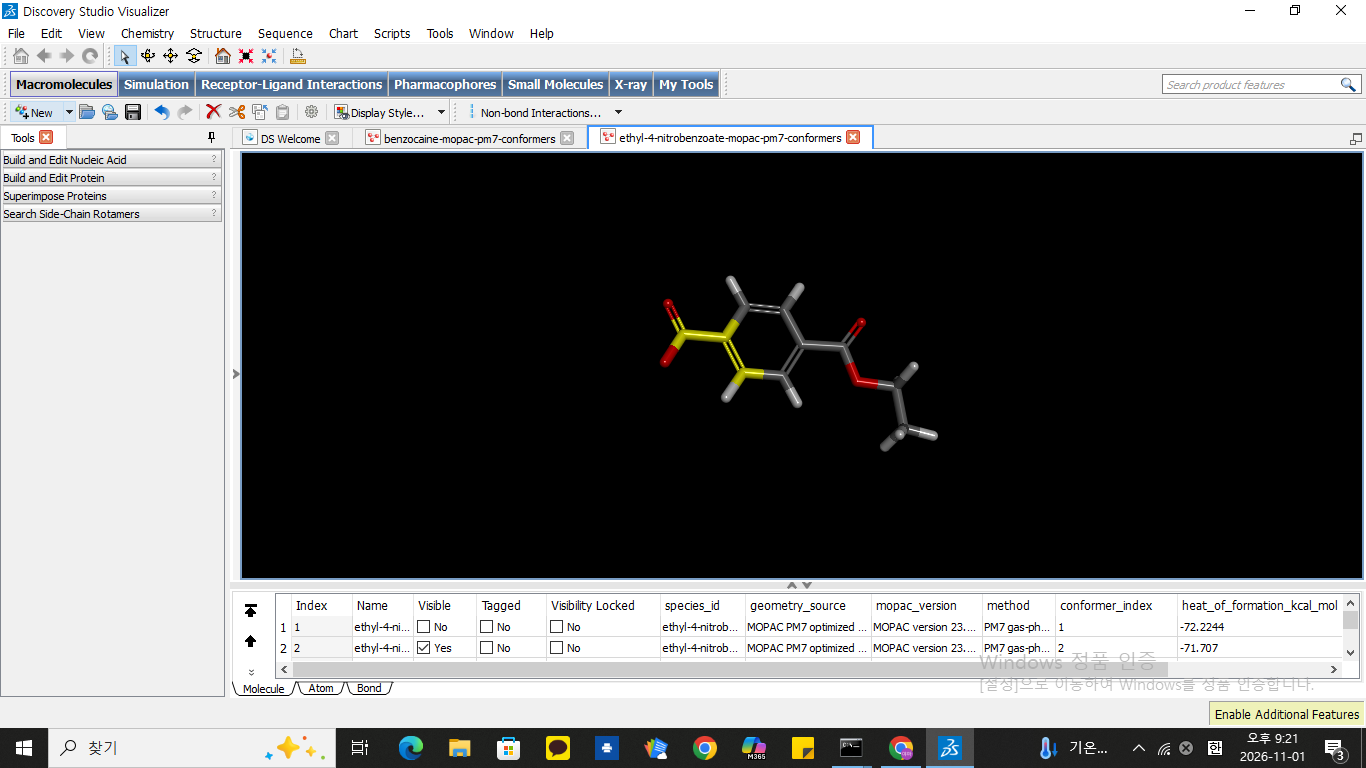 Discovery Studio Visualizer
File Edit View Chemistry Structure Sequence Chart Scripts Tools Window Help
Macromolecules Simulation Receptor-Ligand Interactions Pharmacophores Small Molecules X-ray My Tools Search product features
New Display Style... Non-bond Interactions...
Tools DS Welcome benzocaine-mopac-pm7-conformers ethyl-4-nitrobenzoate-mopac-pm7-conformers
Build and Edit Nucleic Acid ?
Build and Edit Protein ?
Superimpose Proteins ?
Search Side-Chain Rotamers ?
Index Name Visible Tagged Visibility Locked species_id geometry_source mopac_version method conformer_index heat_of_formation_kcal_mol
1 1 ethyl-4-ni... No No No ethyl-4-nitrob... MOPAC PM7 optimized ... MOPAC version 23.... PM7 gas-ph... 1 -72.2244
2 2 ethyl-4-ni... Yes No No ethyl-4-nitrob... MOPAC PM7 optimized ... MOPAC version 23.... PM7 gas-ph... 2 -71.707
Windows 정품 인증
[설정]으로 이동하여 Windows를 정품 인증합니다.
Molecule Atom Bond
Enable Additional Features
찾기 M365 기온... 한 오후 9:21
2026-11-01 3